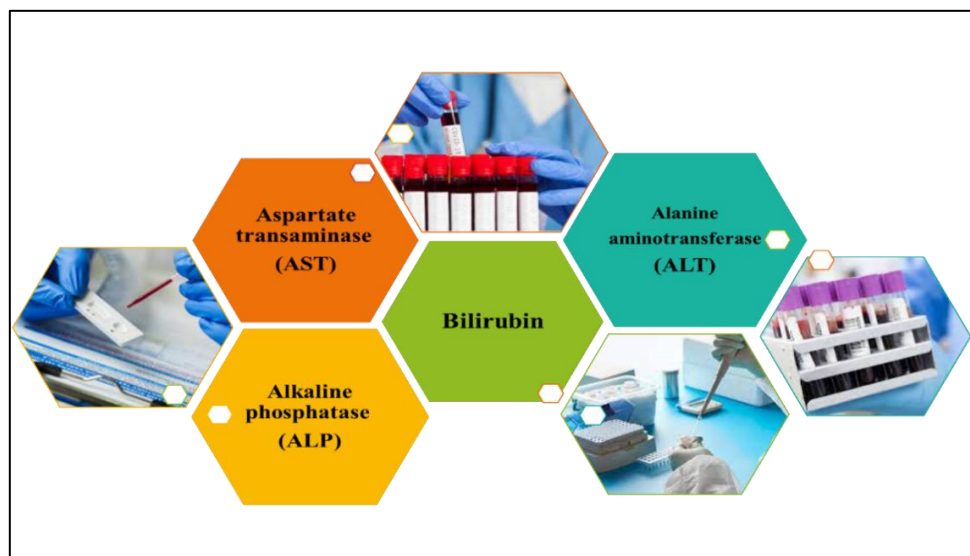 Aspartate
transaminase
(AST)
Alanine
aminotransferase
(ALT)
Bilirubin
Alkaline
phosphatase
(ALP)